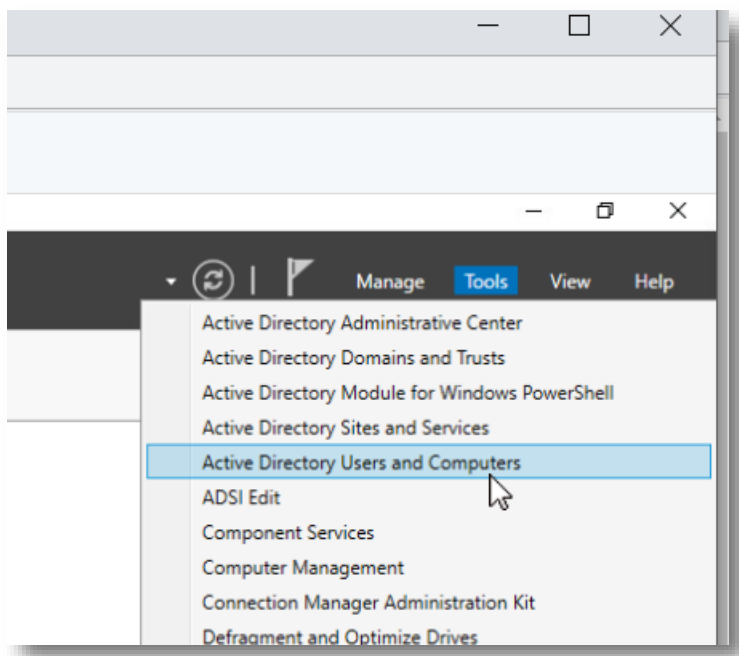 Manage Tools View Help
Active Directory Administrative Center
Active Directory Domains and Trusts
Active Directory Module for Windows PowerShell
Active Directory Sites and Services
Active Directory Users and Computers
ADSI Edit
Component Services
Computer Management
Connection Manager Administration Kit
Defragment and Optimize Drives